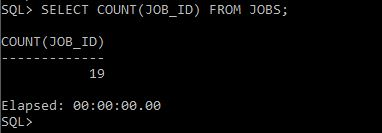 SQL> SELECT COUNT(JOB_ID) FROM JOBS;
COUNT(JOB_ID)
-------------
           19
Elapsed: 00:00:00.00
SQL>